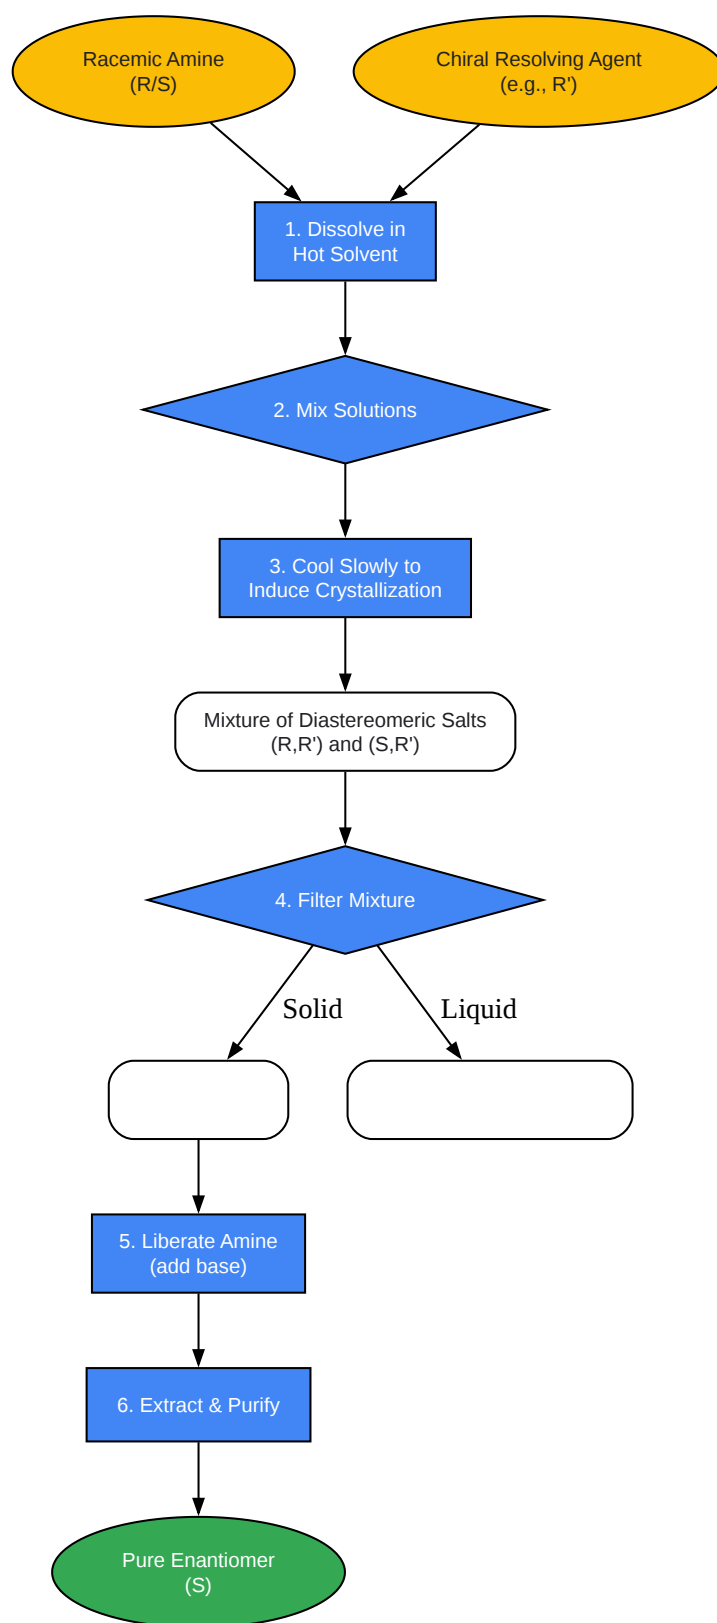 Racemic Amine
(R/S)
Chiral Resolving Agent
(e.g., R')
1. Dissolve in
Hot Solvent
2. Mix Solutions
3. Cool Slowly to
Induce Crystallization
Mixture of Diastereomeric Salts
(R,R') and (S,R')
4. Filter Mixture
Solid
Liquid
5. Liberate Amine
(add base)
6. Extract & Purify
Pure Enantiomer
(S)